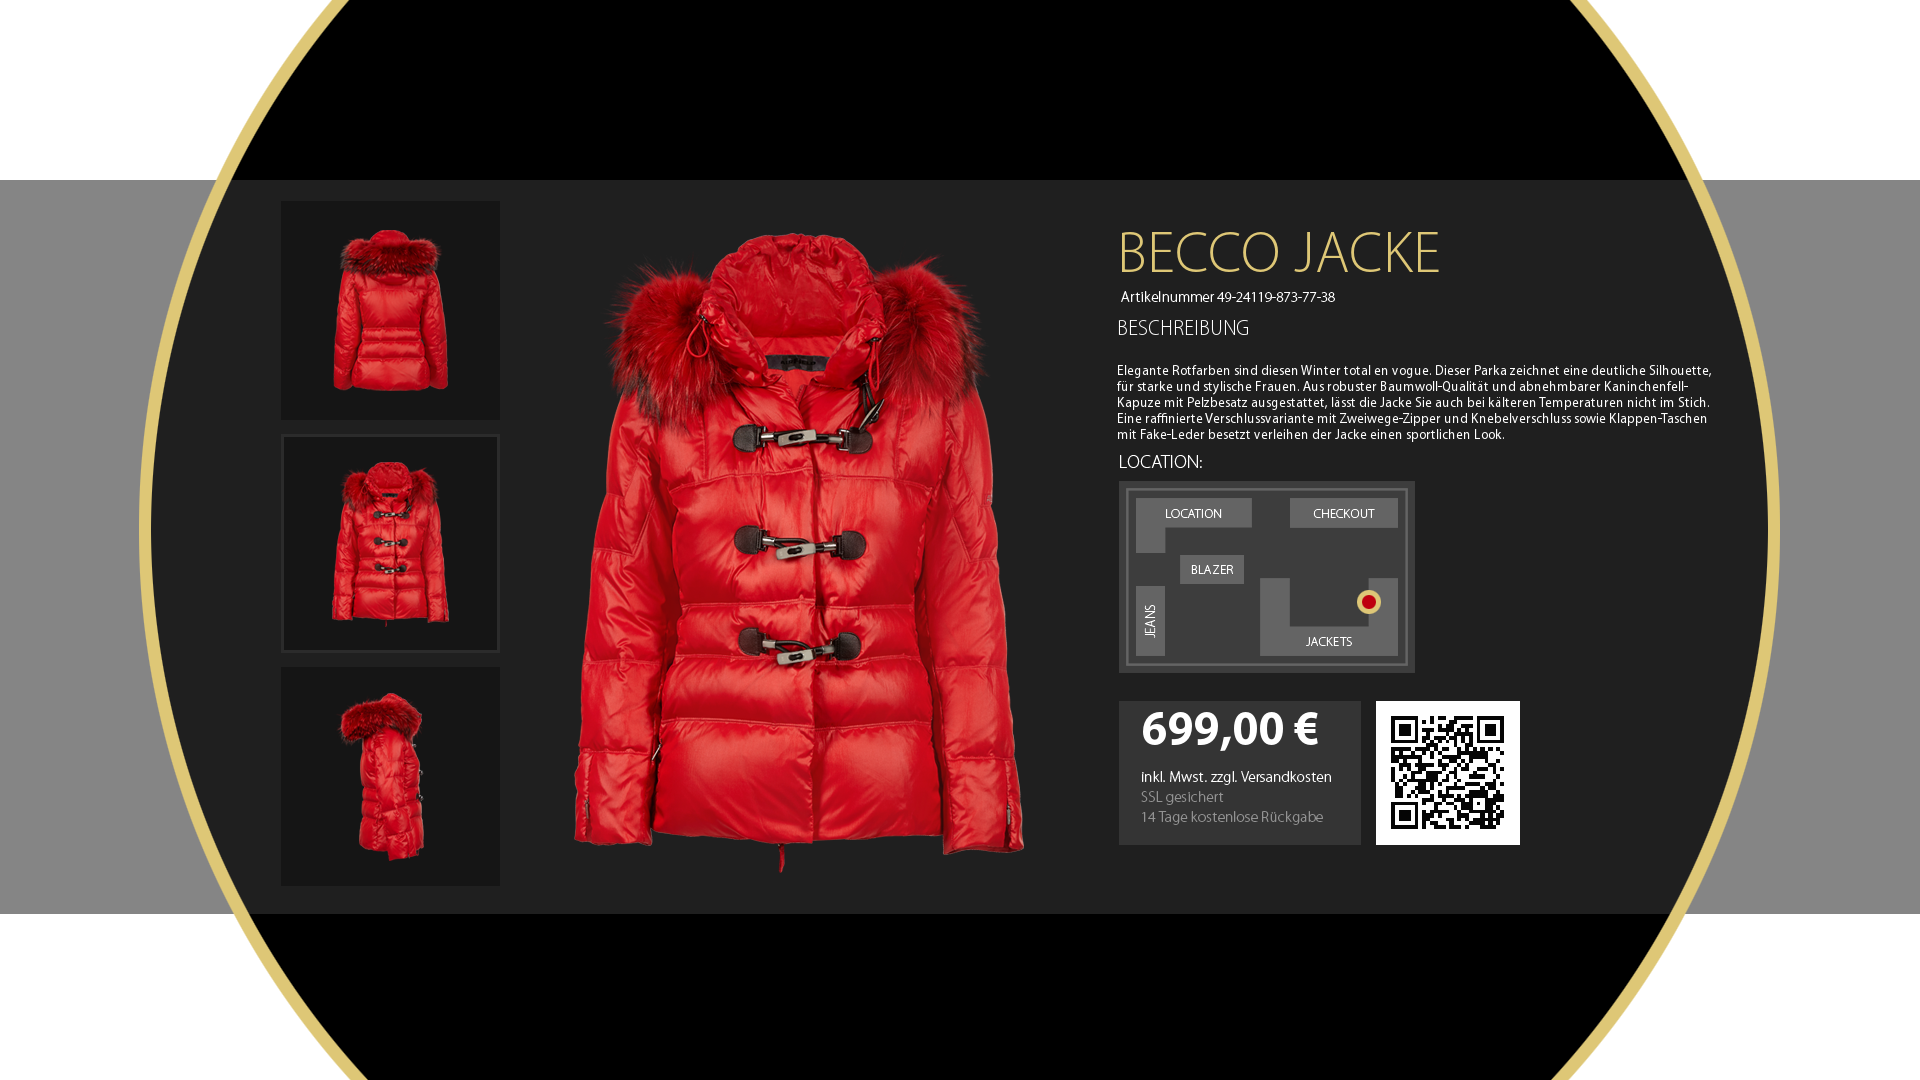 BECCO JACKE
Artikelnummer 49-24119-873-77-38
BESCHREIBUNG
Elegante Rotfarben sind diesen Winter total en vogue. Dieser Parka zeichnet eine deutliche Silhouette,
für starke und stylische Frauen. Aus robuster Baumwoll-Qualität und abnehmbarer Kaninchenfell-
Kapuze mit Pelzbesatz ausgestattet, lässt die Jacke Sie auch bei kälteren Temperaturen nicht im Stich.
Eine raffinierte Verschlussvariante mit Zweiwege-Zipper und Knebelverschluss sowie Klappen-Taschen
mit Fake-Leder besetzt verleihen der Jacke einen sportlichen Look.
LOCATION:
LOCATION
CHECKOUT
BLAZER
JEANS
JACKETS
699,00 €
inkl. Mwst. zzgl. Versandkosten
SSL gesichert
14 Tage kostenlose Rückgabe